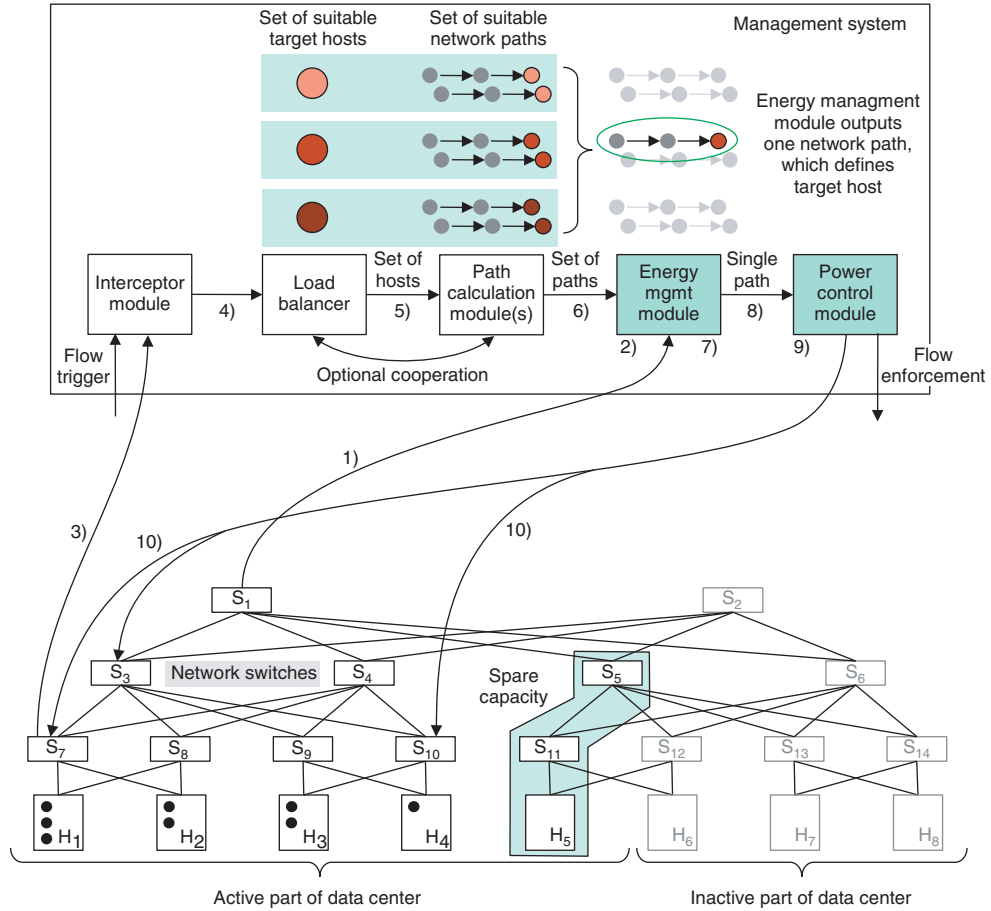 Set of suitable
target hosts
Set of suitable
network paths
Management system
Energy managment
module outputs
one network path,
which defines
target host
Interceptor
module
4)
Load
balancer
Set of
hosts
5)
Path
calculation
module(s)
Set of
paths
6)
Energy
mgmt
module
Single
path
8)
Power
control
module
2)
7)
9)
Flow
trigger
Optional cooperation
Flow
enforcement
1)
3)
10)
10)
S1
S2
S3
Network switches
S4
Spare
capacity
S5
S6
S7
S8
S9
S10
S11
S12
S13
S14
H1
H2
H3
H4
H5
H6
H7
H8
Active part of data center
Inactive part of data center